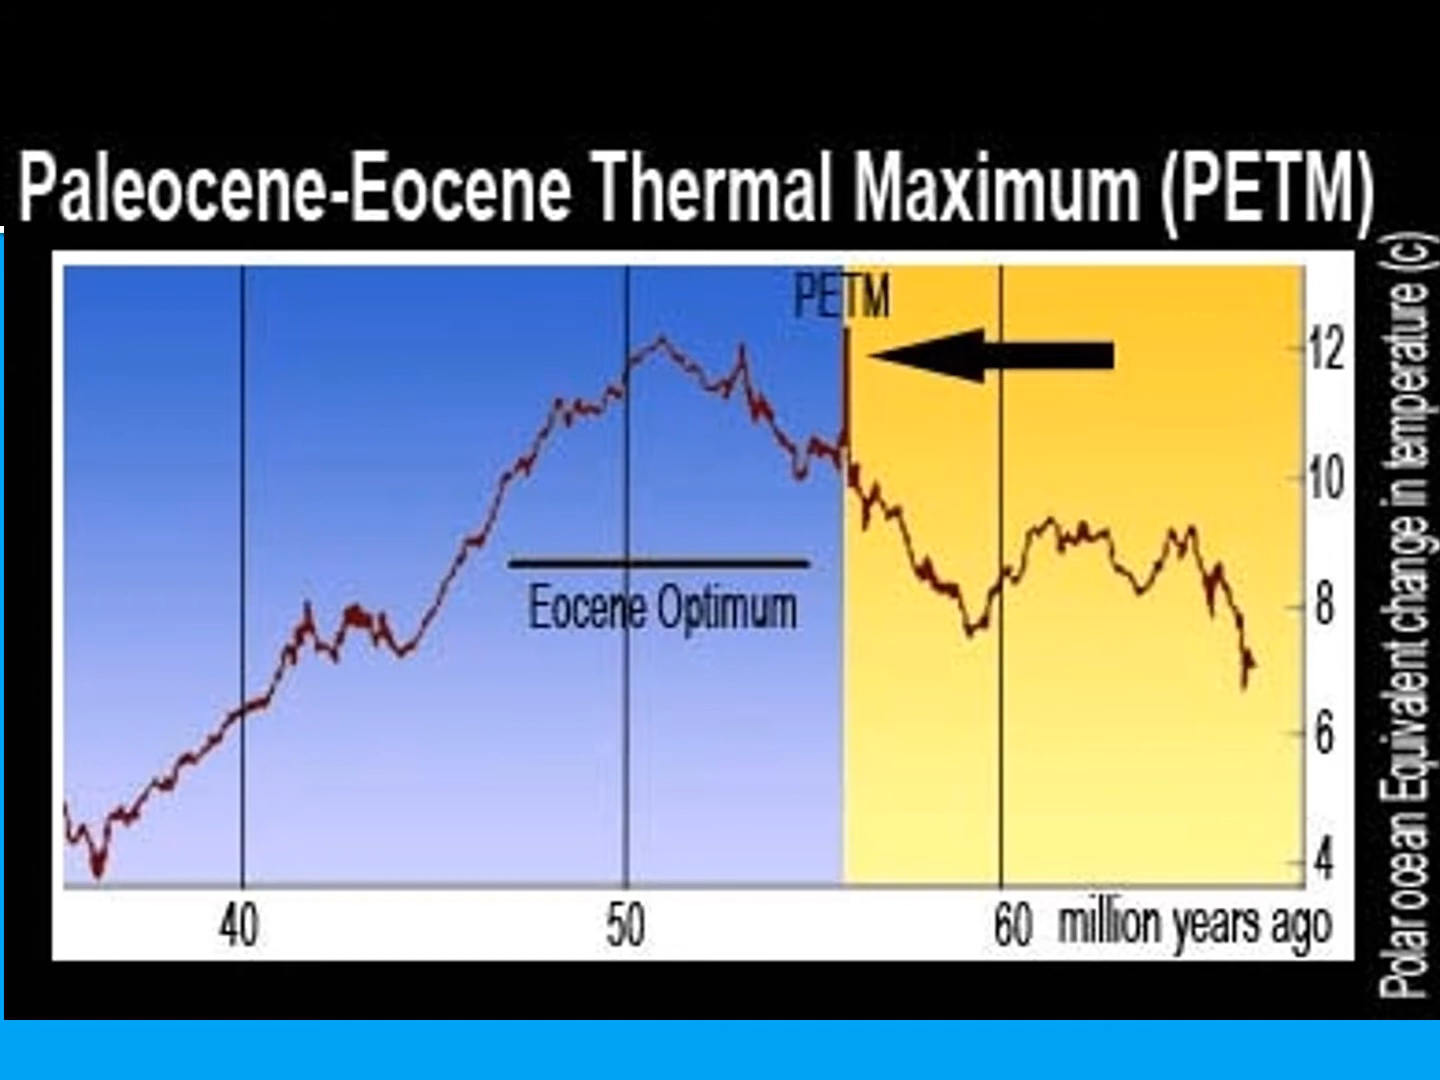 Paleocene-Eocene Thermal Maximum (PETM)
PETM
12
10
8
6
4
Eocene Optimum
40 50 60 million years ago
Polar ocean Equivalent change in temperature (c)